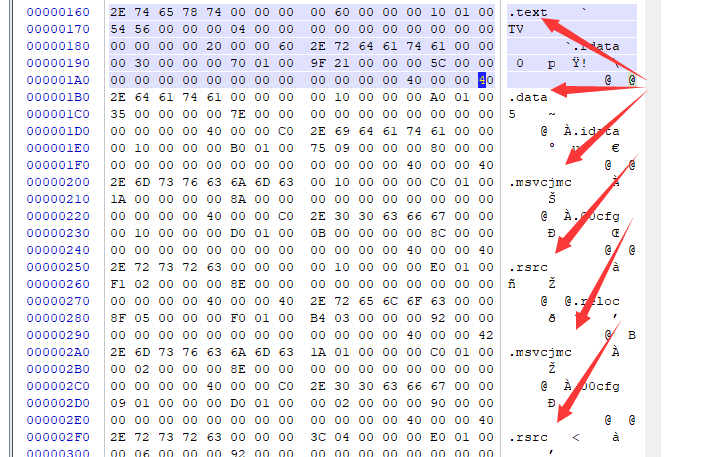 00000160 2E 74 65 78 74 00 00 00 00 60 00 00 00 10 01 00 .text `
00000170 54 56 00 00 00 04 00 00 00 00 00 00 00 00 00 00 TV
00000180 00 00 00 00 20 00 00 60 2E 72 64 61 74 61 00 00 `.rdata
00000190 00 30 00 00 00 70 01 00 9F 21 00 00 00 5C 00 00 0 p Ÿ! \
000001A0 00 00 00 00 00 00 00 00 00 00 00 00 40 00 00 40 @ @
000001B0 2E 64 61 74 61 00 00 00 00 10 00 00 00 A0 01 00 .data
000001C0 35 00 00 00 00 7E 00 00 00 00 00 00 00 00 00 00 5 ~
000001D0 00 00 00 00 40 00 00 C0 2E 69 64 61 74 61 00 00 @ À.idata
000001E0 00 10 00 00 00 B0 01 00 75 09 00 00 00 80 00 00 ° u €
000001F0 00 00 00 00 00 00 00 00 00 00 00 00 40 00 00 40 @ @
00000200 2E 6D 73 76 63 6A 6D 63 00 10 00 00 00 C0 01 00 .msvcjmc À
00000210 1A 00 00 00 00 8A 00 00 00 00 00 00 00 00 00 00 Š
00000220 00 00 00 00 40 00 00 C0 2E 30 30 63 66 67 00 00 @ À.00cfg
00000230 00 10 00 00 00 D0 01 00 0B 00 00 00 00 8C 00 00 Ð Œ
00000240 00 00 00 00 00 00 00 00 00 00 00 00 40 00 00 40 @ @
00000250 2E 72 73 72 63 00 00 00 00 10 00 00 00 E0 01 00 .rsrc à
00000260 F1 02 00 00 00 8E 00 00 00 00 00 00 00 00 00 00 ñ Ž
00000270 00 00 00 00 40 00 00 40 2E 72 65 6C 6F 63 00 00 @ @.reloc
00000280 8F 05 00 00 00 F0 01 00 B4 03 00 00 00 92 00 00 ð ´ ’
00000290 00 00 00 00 00 00 00 00 00 00 00 00 40 00 00 42 @ B
000002A0 2E 6D 73 76 63 6A 6D 63 1A 01 00 00 00 C0 01 00 .msvcjmc À
000002B0 00 02 00 00 00 8E 00 00 00 00 00 00 00 00 00 00 Ž
000002C0 00 00 00 00 40 00 00 C0 2E 30 30 63 66 67 00 00 @ À.00cfg
000002D0 09 01 00 00 00 D0 01 00 00 02 00 00 00 90 00 00 Ð
000002E0 00 00 00 00 00 00 00 00 00 00 00 00 40 00 00 40 @ @
000002F0 2E 72 73 72 63 00 00 00 3C 04 00 00 00 E0 01 00 .rsrc < à
00000300 00 06 00 00 00 92 00 00 00 00 00 00 00 00 00 00 ’